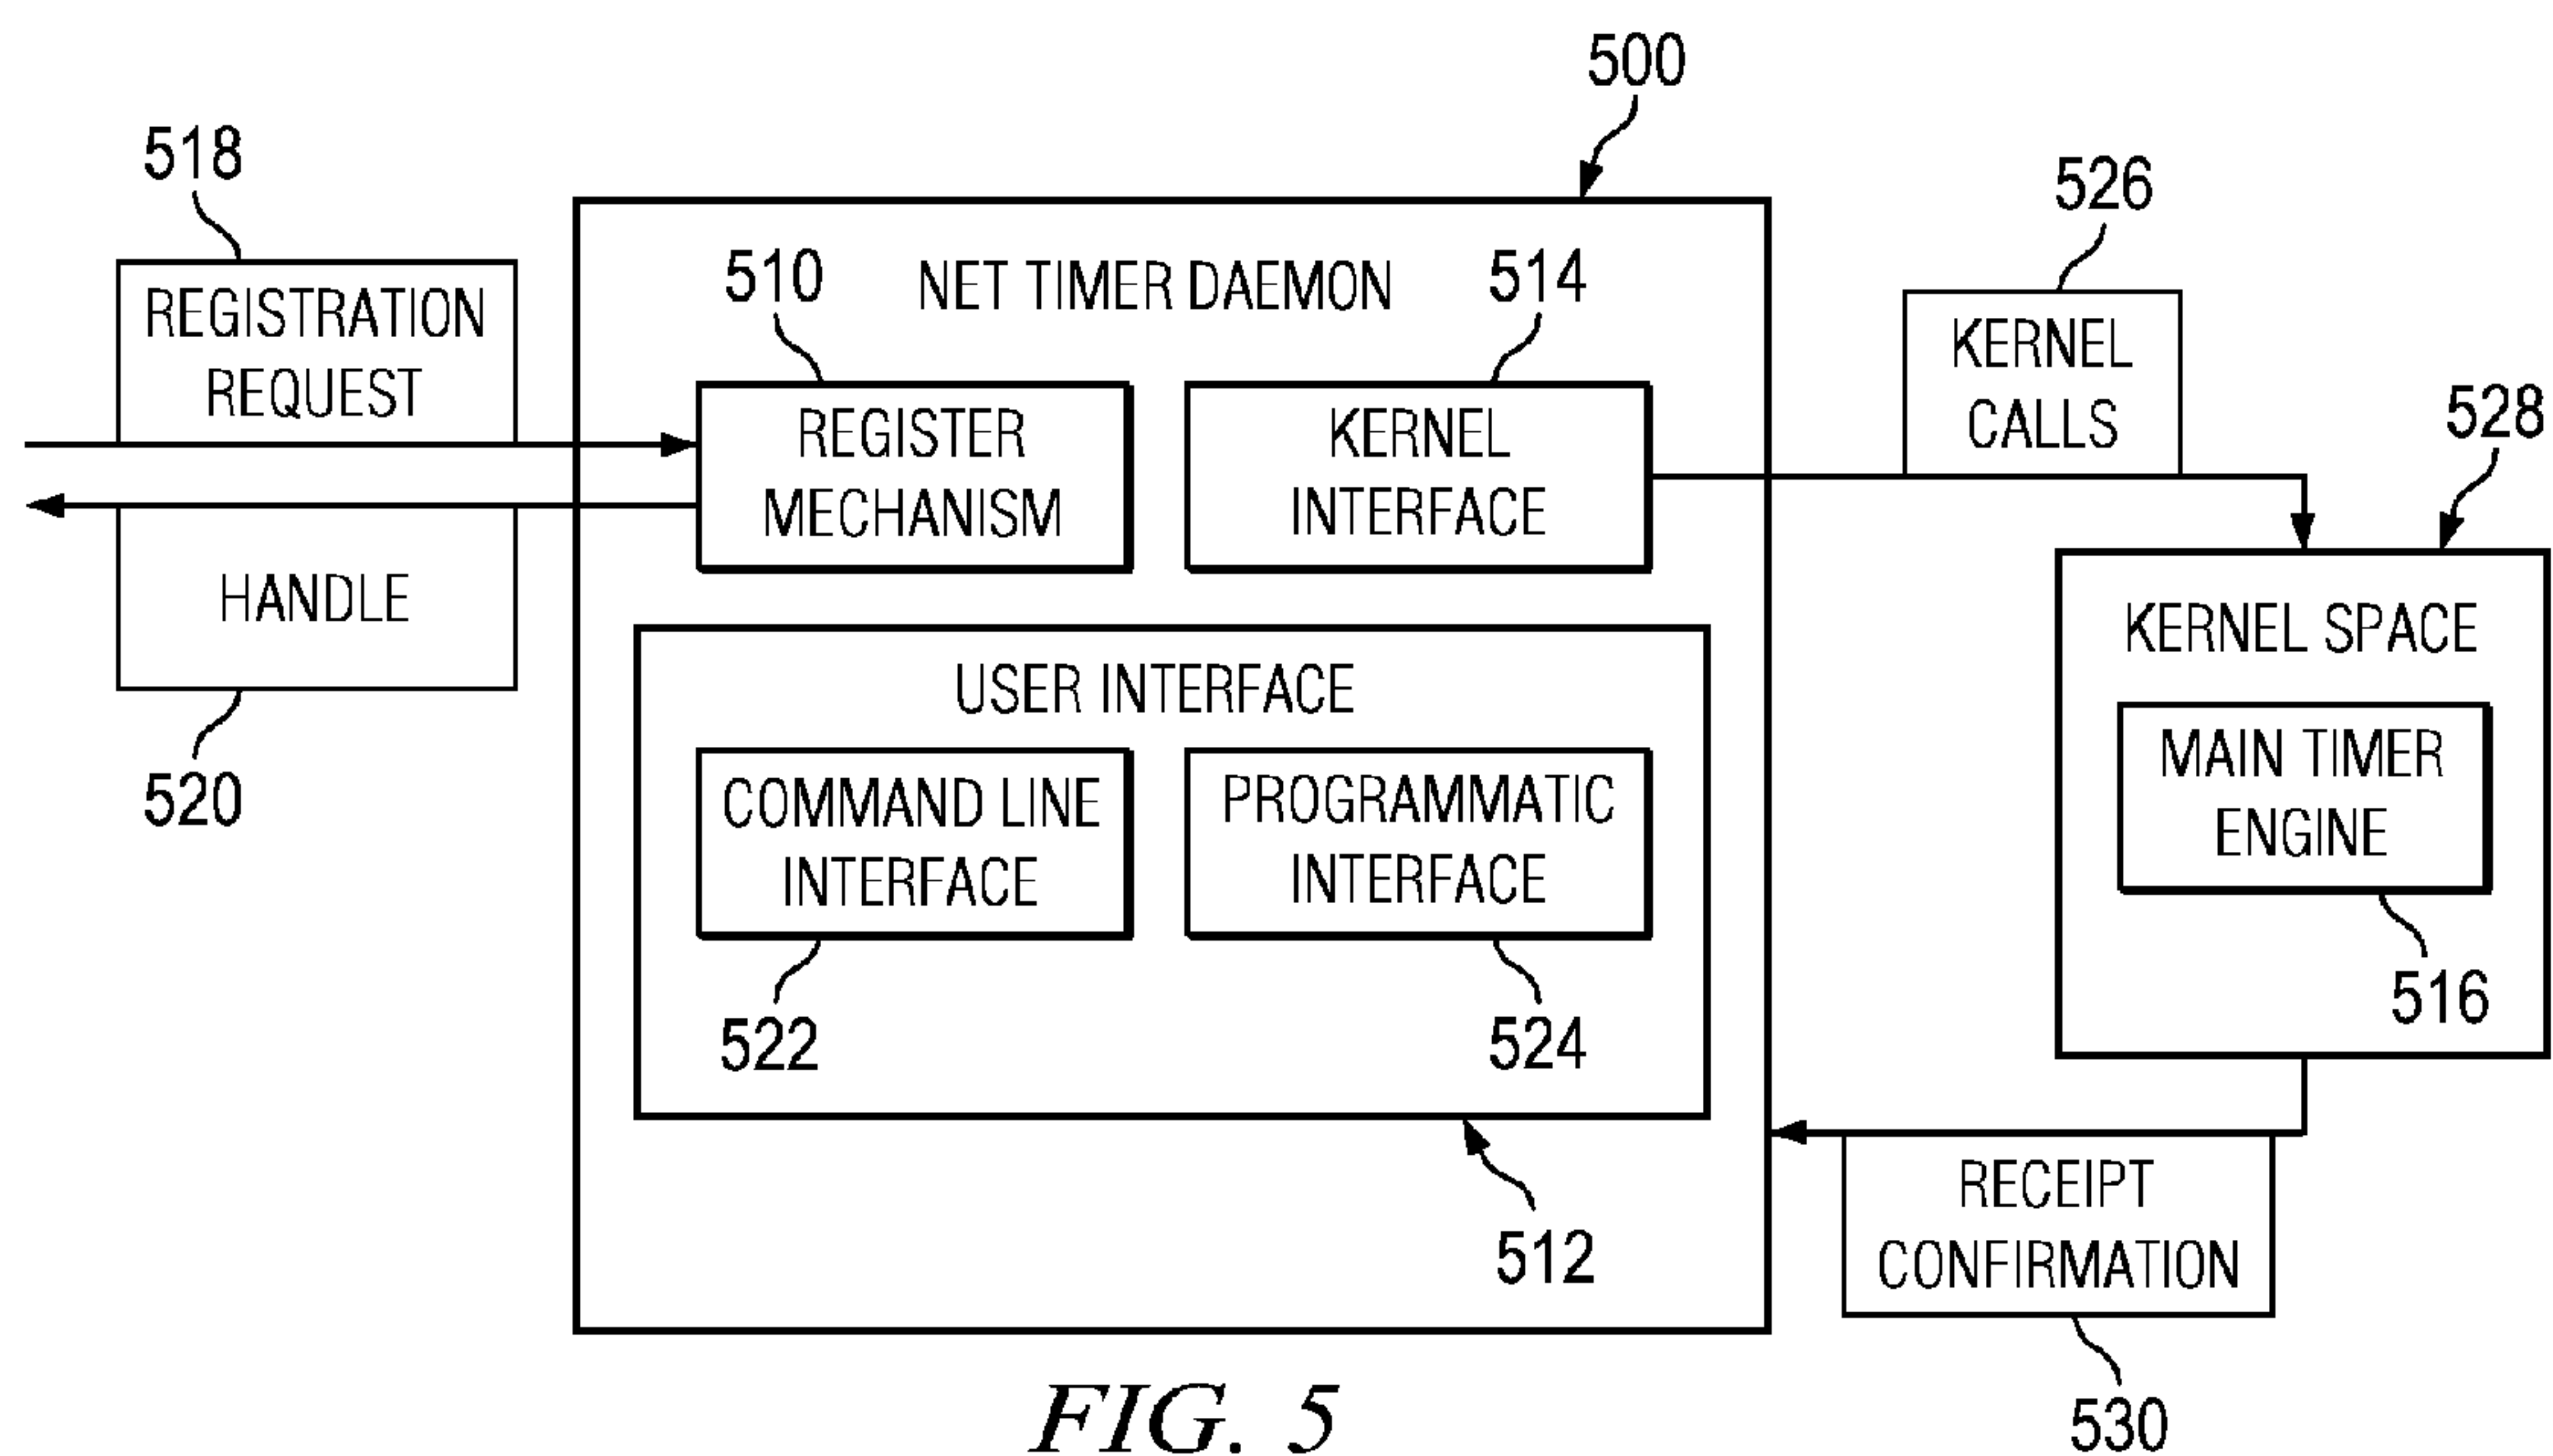 500
518
526
REGISTRATION
REQUEST
510
NET TIMER DAEMON
514
KERNEL
CALLS
528
REGISTER
MECHANISM
KERNEL
INTERFACE
HANDLE
520
KERNEL SPACE
MAIN TIMER
ENGINE
516
USER INTERFACE
COMMAND LINE
INTERFACE
PROGRAMMATIC
INTERFACE
522
524
512
RECEIPT
CONFIRMATION
530
FIG. 5